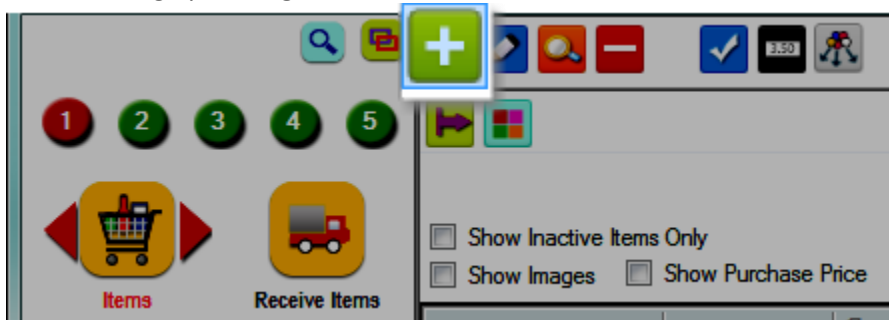 3.50
1 2 3 4 5
Show Inactive Items Only
Show Images Show Purchase Price
Items Receive Items